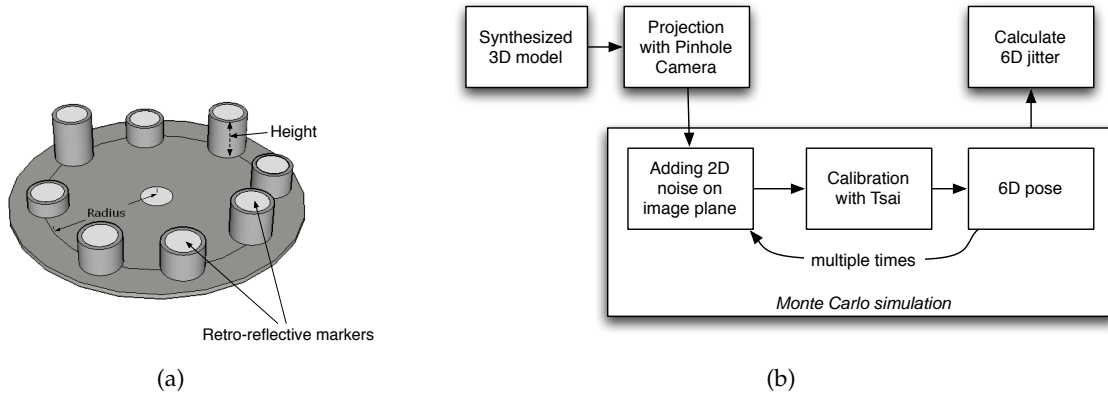 Height
Radius
Retro-reflective markers
(a)
Synthesized
3D model
Projection
with Pinhole
Camera
Calculate
6D jitter
Adding 2D
noise on
image plane
Calibration
with Tsai
6D pose
multiple times
Monte Carlo simulation
(b)